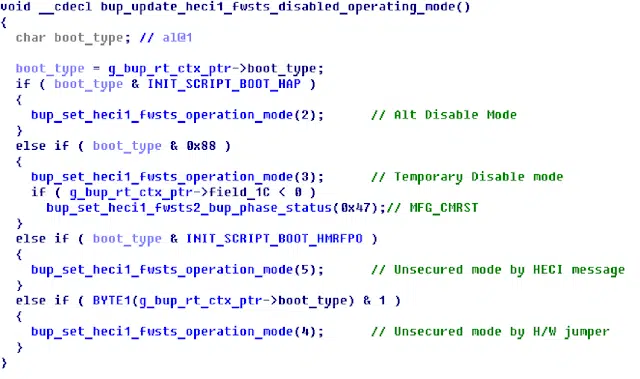 void __cdecl bup_update_heci1_fwsts_disabled_operating_mode()
{
char boot_type; // al@1
boot_type = g_bup_rt_ctx_ptr->boot_type;
if ( boot_type & INIT_SCRIPT_BOOT_HAP )
{
bup_set_heci1_fwsts_operation_mode(2); // Alt Disable Mode
}
else if ( boot_type & 0x88 )
{
bup_set_heci1_fwsts_operation_mode(3); // Temporary Disable mode
if ( g_bup_rt_ctx_ptr->field_1C < 0 )
bup_set_heci1_fwsts2_bup_phase_status(0x47);// MFG_CMRST
}
else if ( boot_type & INIT_SCRIPT_BOOT_HMRFPO )
{
bup_set_heci1_fwsts_operation_mode(5); // Unsecured mode by HECI message
}
else if ( BYTE1(g_bup_rt_ctx_ptr->boot_type) & 1 )
{
bup_set_heci1_fwsts_operation_mode(4); // Unsecured mode by H/W jumper
}
}